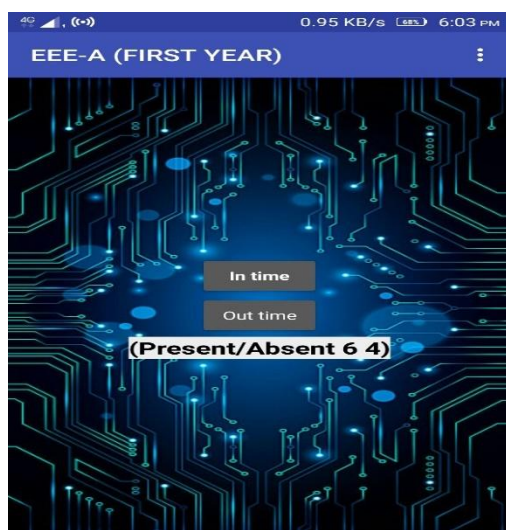 4G 0.95 KB/s 68% 6:03 PM
EEE-A (FIRST YEAR)
In time
Out time
(Present/Absent 6 4)